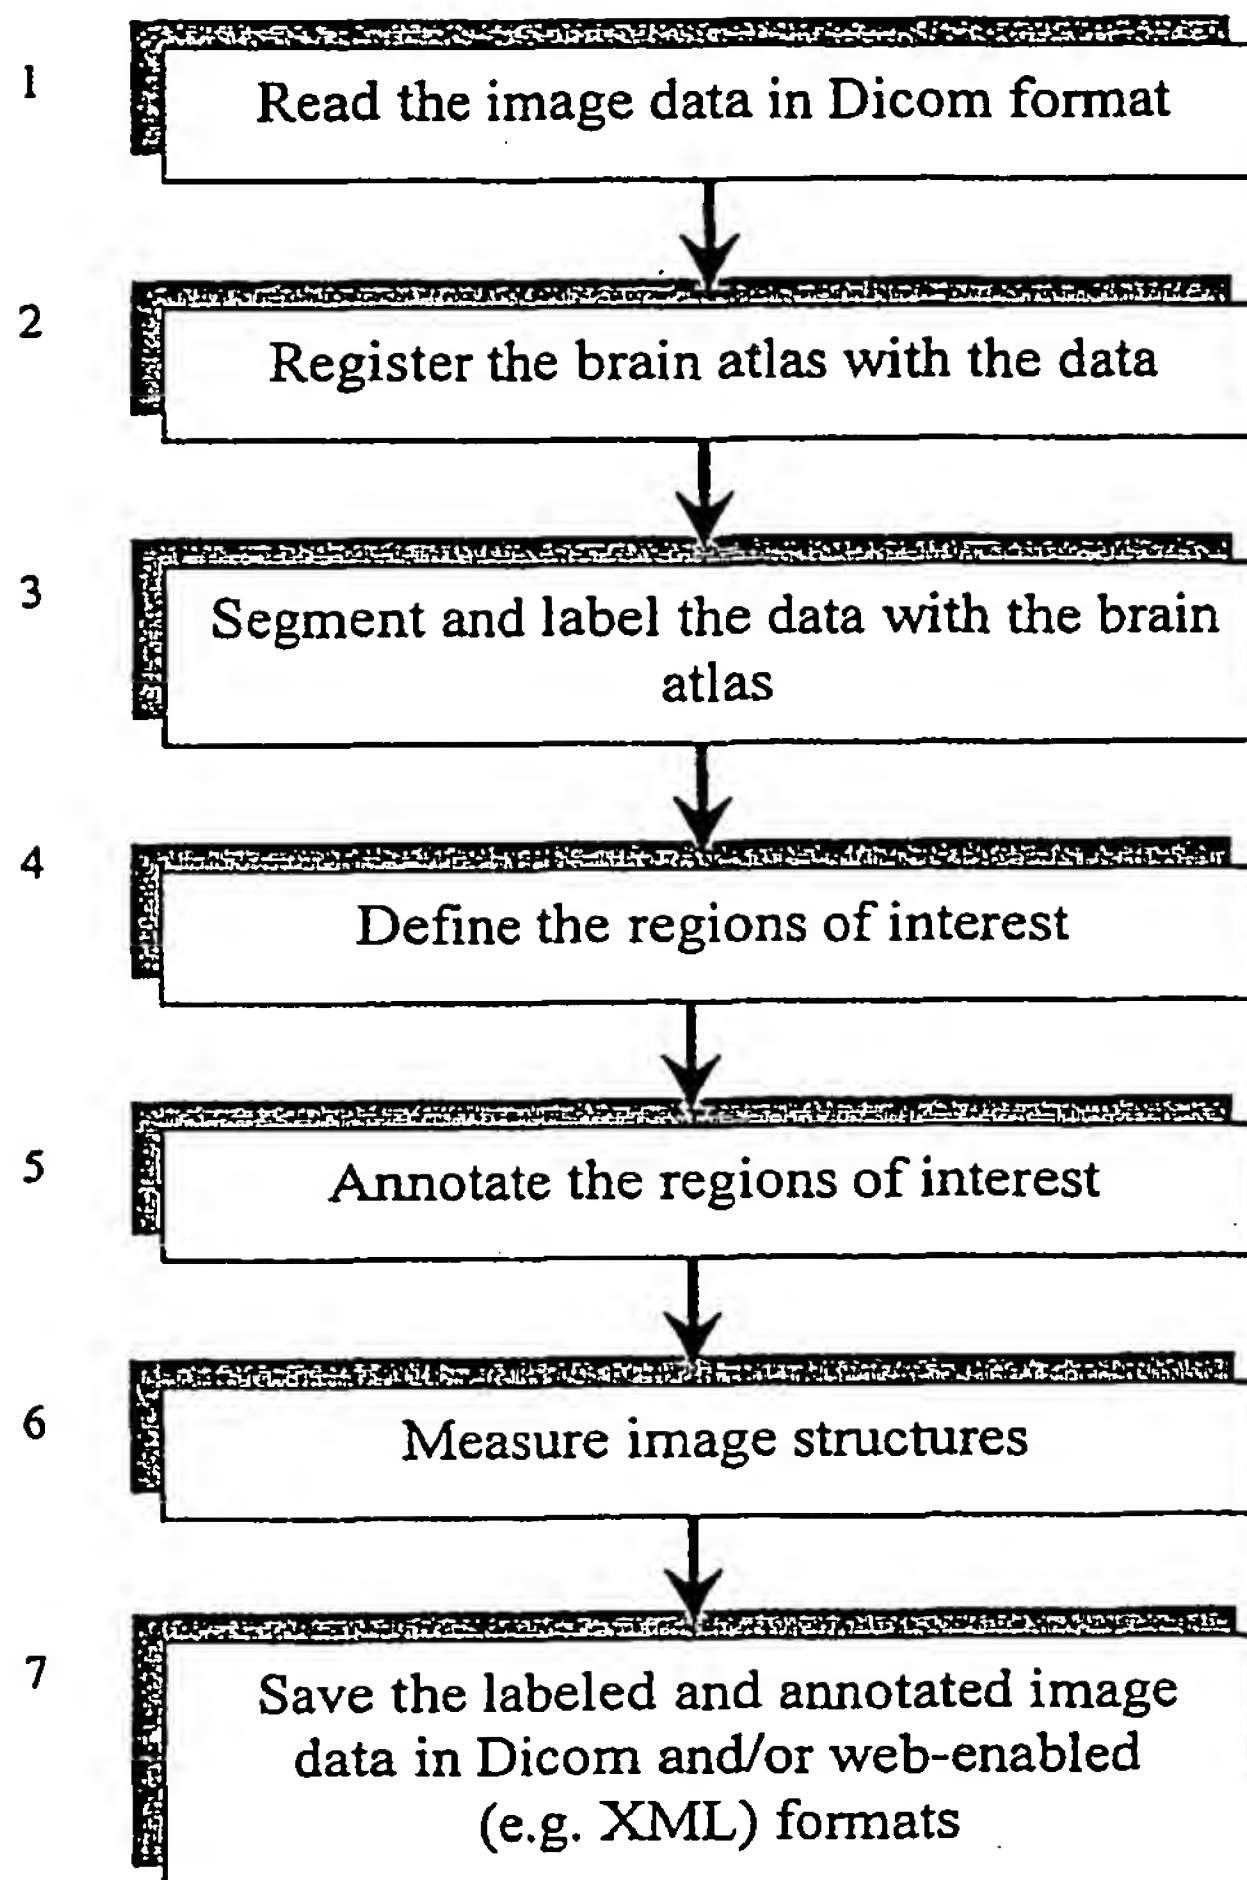 1
Read the image data in Dicom format
2
Register the brain atlas with the data
3
Segment and label the data with the brain
atlas
4
Define the regions of interest
5
Annotate the regions of interest
6
Measure image structures
7
Save the labeled and annotated image
data in Dicom and/or web-enabled
(e.g. XML) formats